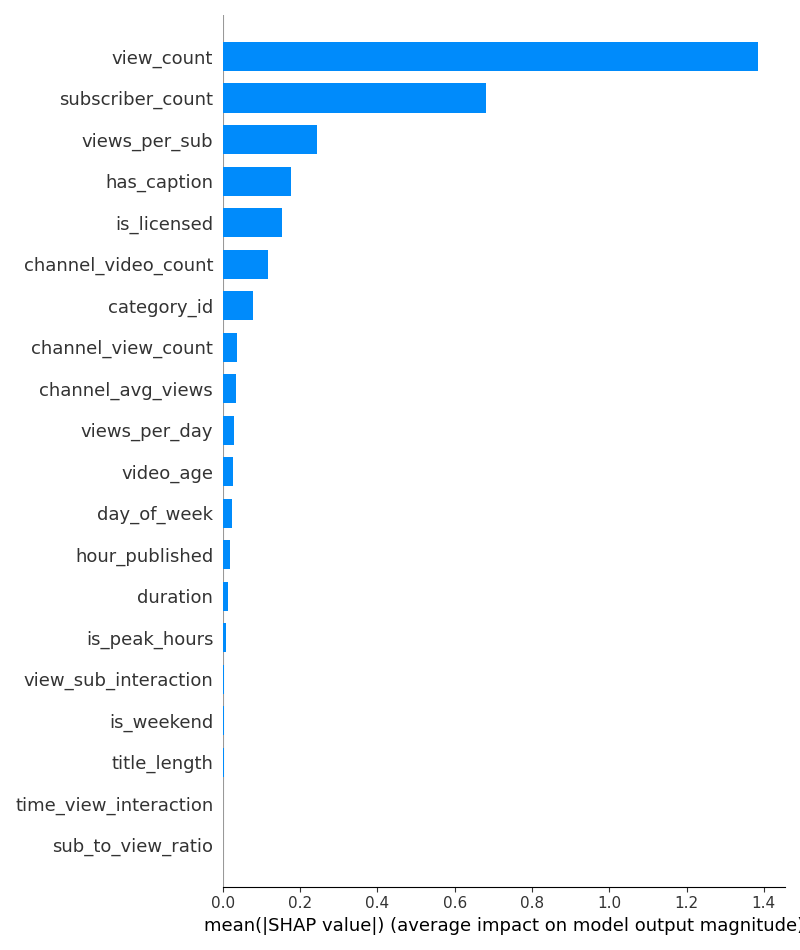 view_count
subscriber_count
views_per_sub
has_caption
is_licensed
channel_video_count
category_id
channel_view_count
channel_avg_views
views_per_day
video_age
day_of_week
hour_published
duration
is_peak_hours
view_sub_interaction
is_weekend
title_length
time_view_interaction
sub_to_view_ratio
0.0 0.2 0.4 0.6 0.8 1.0 1.2 1.4
mean(|SHAP value|) (average impact on model output magnitude)